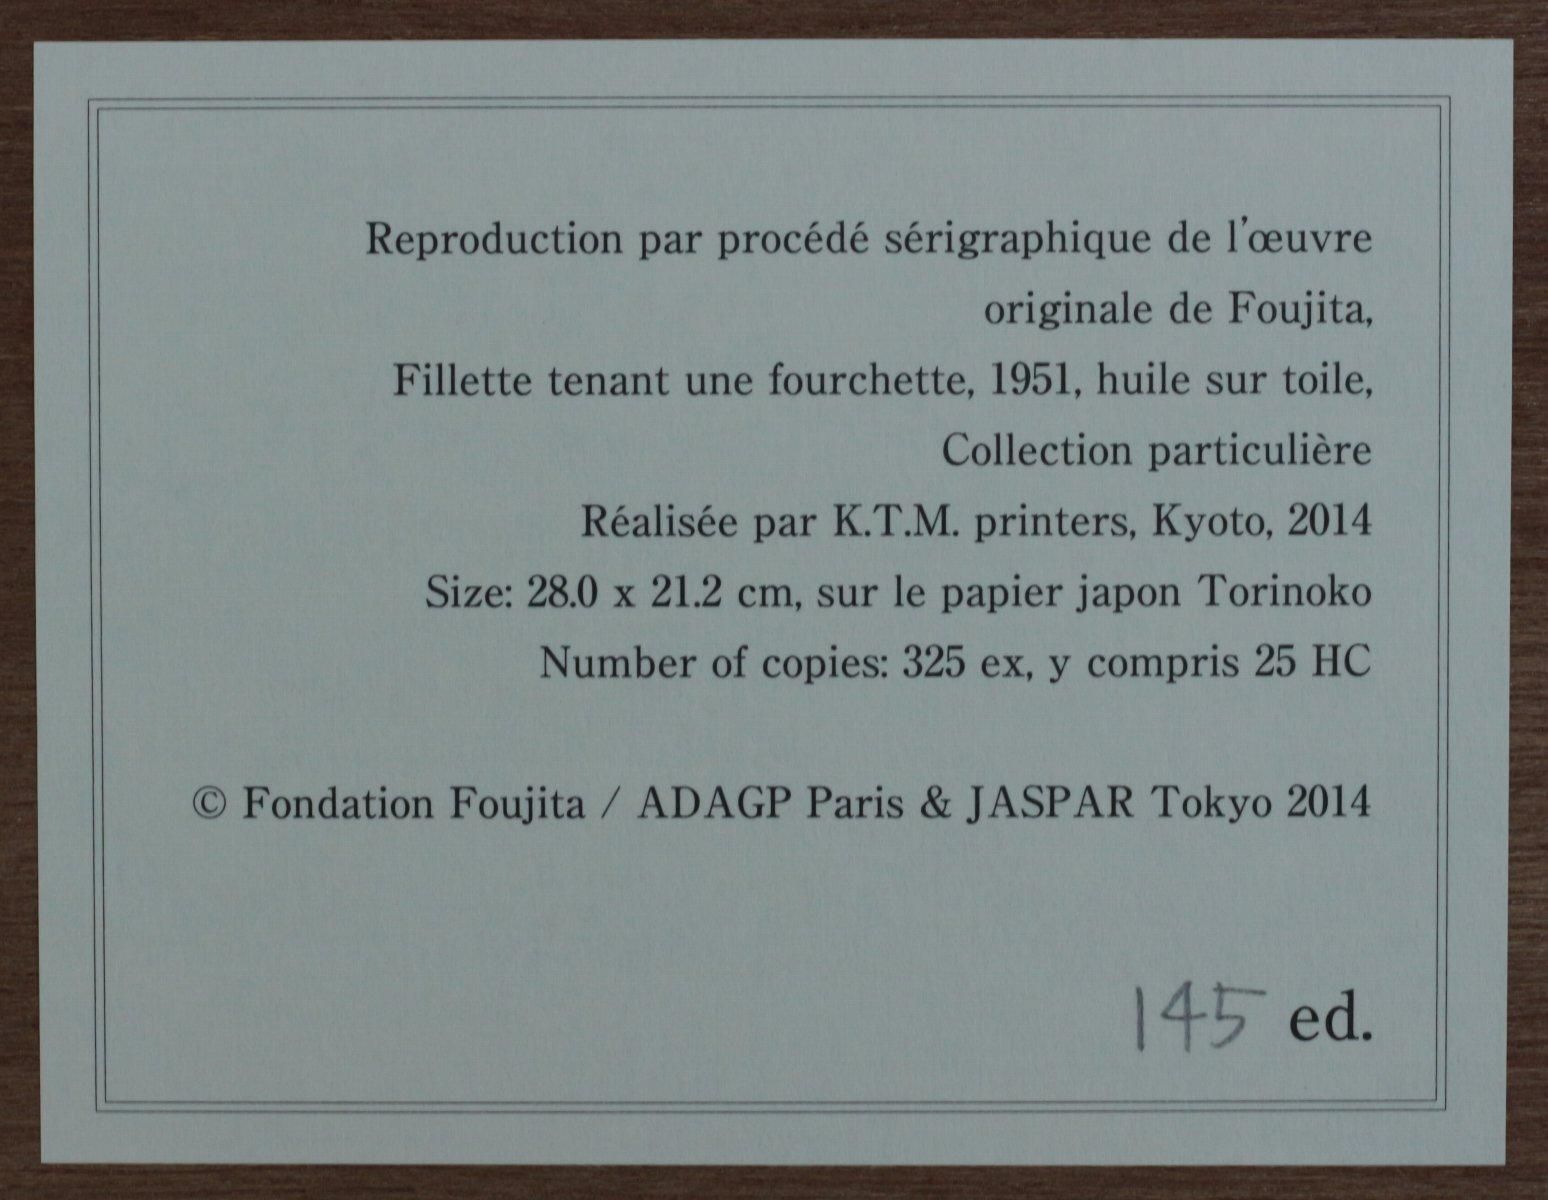 Reproduction par procédé sérigraphique de l'œuvre
originale de Foujita,
Fillette tenant une fourchette, 1951, huile sur toile,
Collection particulière
Réalisée par K.T.M. printers, Kyoto, 2014
Size: 28.0 x 21.2 cm, sur le papier japon Torinoko
Number of copies: 325 ex, y compris 25 HC
© Fondation Foujita / ADAGP Paris & JASPAR Tokyo 2014
145 ed.